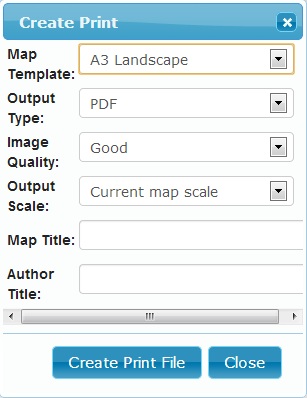 Create Print
Map Template: A3 Landscape
Output Type: PDF
Image Quality: Good
Output Scale: Current map scale
Map Title:
Author Title:
Create Print File Close